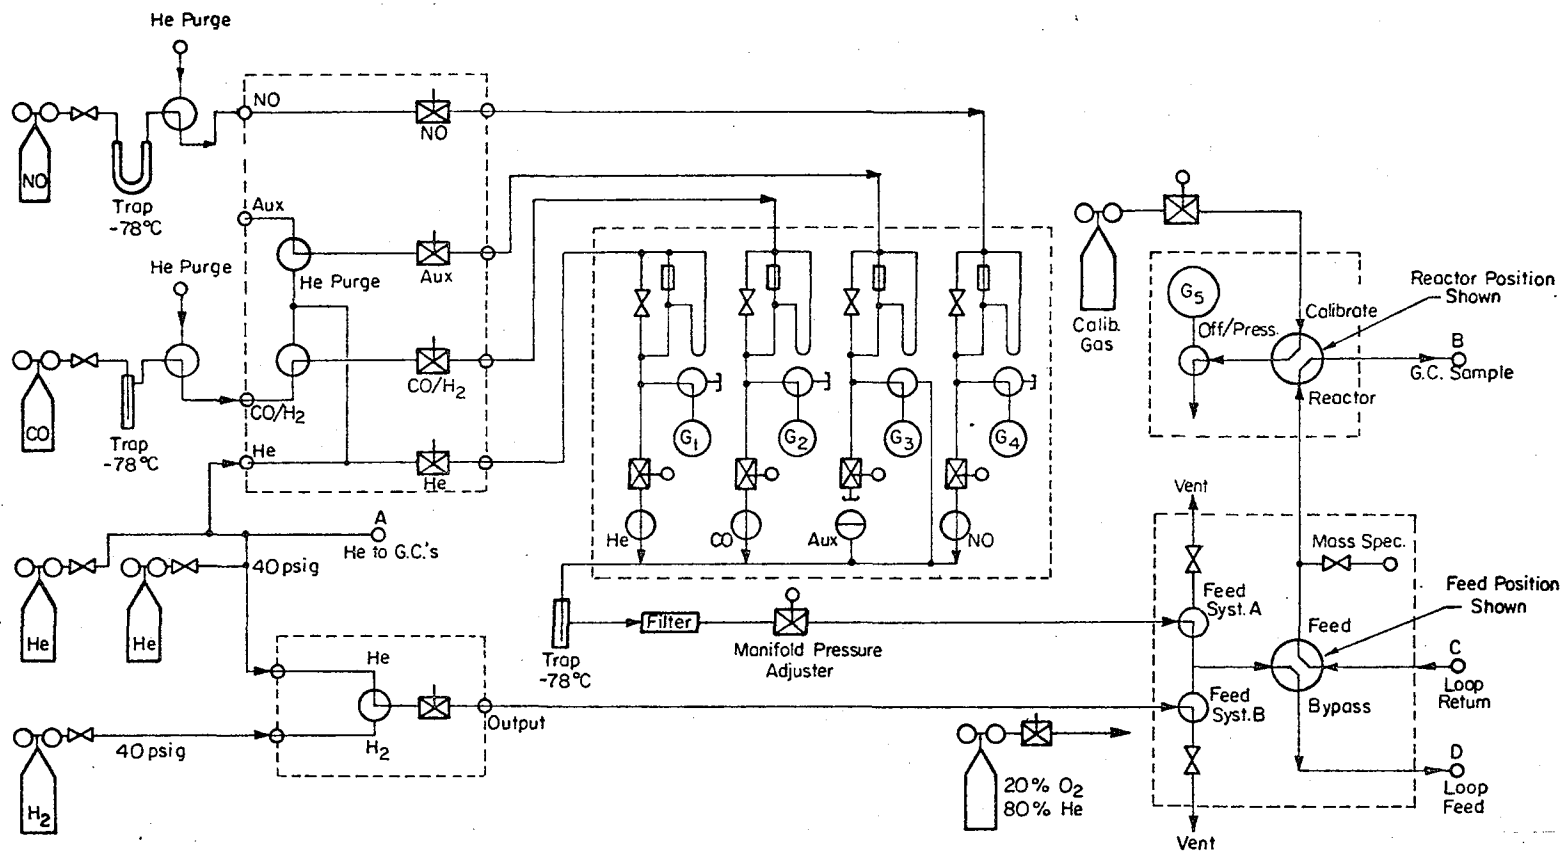 He Purge
NO
NO
NO
Trap
-78°C
Aux
He Purge
He Purge
Aux
CO
Trap
-78°C
CO/H2
CO/H2
He
He
A
He to G.C.'s
40 psig
He
He
He
H2
40 psig
H2
Output
G1
G2
G3
G4
He
CO
Aux
NO
Trap
-78°C
Filter
Manifold Pressure
Adjuster
Calib.
Gas
G5
Off/Press.
Calibrate
Reactor
Reactor Position
Shown
B
G.C. Sample
Vent
Mass Spec.
Feed
Syst. A
Feed
Syst. B
Feed
Bypass
Feed Position
Shown
C
Loop
Return
D
Loop
Feed
20% O2
80% He
Vent